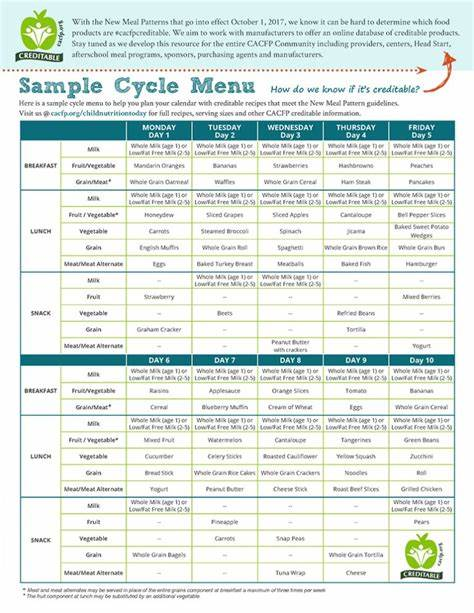 With the New Meal Patterns that go into effect October 1, 2017, we know it can be hard to determine which food
products are #cacfpcreditable. We aim to work with manufacturers to offer an online database of creditable products.
Stay tuned as we develop this resource for the entire CACFP Community including providers, centers, Head Start,
afterschool meal programs, sponsors, purchasing agents and manufacturers.
cacfp.org
CREDITABLE
Sample Cycle Menu
How do we know if it's creditable?
Here is a sample cycle menu to help you plan your calendar with creditable recipes that meet the New Meal Pattern guidelines.
Visit us @ cacfp.org/childnutritiontoday for full recipes, serving sizes and other CACFP creditable information.
MONDAY TUESDAY WEDNESDAY THURSDAY FRIDAY
Day 1 Day 2 Day 3 Day 4 Day 5
Whole Milk (age 1) or Whole Milk (age 1) or Whole Milk (age 1) or Whole Milk (age 1) or Whole Milk (age 1) or
Milk
Low/Fat Free Milk (2-5) Low/Fat Free Milk (2-5) Low/Fat Free Milk (2-5) Low/Fat Free Milk (2-5) Low/Fat Free Milk (2-5)
BREAKFAST Fruit/Vegetable Mandarin Oranges Bananas Strawberries Hashbrowns Peaches
Grain/Meat* Whole Grain Oatmeal Waffles Whole Grain Cereal Ham Steak Pancakes
Whole Milk (age 1) or Whole Milk (age 1) or Whole Milk (age 1) or Whole Milk (age 1) or Whole Milk (age 1) or
Milk
Low/Fat Free Milk (2-5) Low/Fat Free Milk (2-5) Low/Fat Free Milk (2-5) Low/Fat Free Milk (2-5) Low/Fat Free Milk (2-5)
Fruit / Vegetable* Honeydew Sliced Grapes Sliced Apples Cantaloupe Bell Pepper Slices
LUNCH Vegetable Carrots Steamed Broccoli Spinach Jicama Baked Sweet Potato
Wedges
Grain English Muffins Whole Grain Roll Spaghetti Whole Grain Brown Rice Whole Grain Bun
Meat/Meat Alternate Eggs Baked Turkey Breast Meatballs Baked Fish Hamburger
Milk -- -- Whole Milk (age 1) or Whole Milk (age 1) or --
Low/Fat Free Milk (2-5) Low/Fat Free Milk (2-5)
Fruit Strawberry -- -- -- Mixed Berries
SNACK Vegetable -- Beets -- Refried Beans --
Grain Graham Cracker -- -- Tortilla --
Meat/Meat Alternate -- -- Peanut Butter -- Yogurt
with crackers
DAY 6 DAY 7 DAY 8 DAY 9 Day 10
Whole Milk (age 1) or Whole Milk (age 1) or Whole Milk (age 1) or Whole Milk (age 1) or Whole Milk (age 1) or
Milk
Low/Fat Free Milk (2-5) Low/Fat Free Milk (2-5) Low/Fat Free Milk (2-5) Low/Fat Free Milk (2-5) Low/Fat Free Milk (2-5)
BREAKFAST Fruit/Vegetable Raisins Applesauce Orange Slices Tomatoes Bananas
Grain/Meat* Cereal Blueberry Muffin Cream of Wheat Eggs Yogurt
Whole Milk (age 1) or Whole Milk (age 1) or Whole Milk (age 1) or Whole Milk (age 1) or Whole Milk (age 1) or
Milk
Low/Fat Free Milk (2-5) Low/Fat Free Milk (2-5) Low/Fat Free Milk (2-5) Low/Fat Free Milk (2-5) Low/Fat Free Milk (2-5)
Fruit / Vegetable* Mixed Fruit Watermelon Cantaloupe Tangerines Green Beans
LUNCH Vegetable Cucumber Celery Sticks Roasted Cauliflower Yellow Squash Zucchini
Grain Bread Stick Whole Grain Rice Cakes Whole Grain Crackers Noodles Roll
Meat/Meat Alternate Yogurt Sandwich Chicken Roast Beef Slices Grilled Chicken
Milk Whole Milk (age 1) or -- -- Whole Milk (age 1) or Whole Milk (age 1) or
Low/Fat Free Milk (2-5) Low/Fat Free Milk (2-5) Low/Fat Free Milk (2-5)
Fruit -- Pineapple -- -- Pears
SNACK Vegetable -- Carrots Snap Peas --
Grain Whole Grain Bagels -- -- Whole Grain Tortilla
Meat/Meat Alternate -- -- Tuna Wrap Cheese
cacfp.org
CREDITABLE
* Meat and meat alternates may be served in place of the entire grains component at breakfast a maximum of three times per week
* The fruit component at lunch may be substituted by an additional vegetable